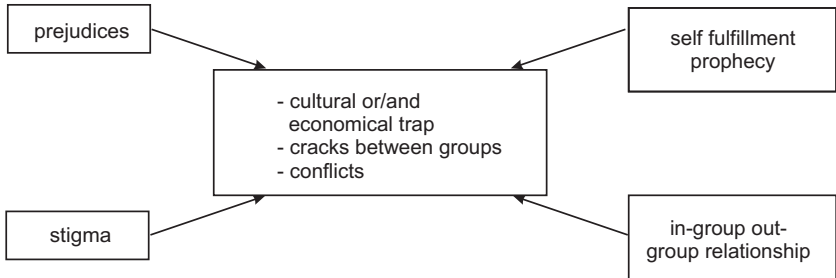 prejudices
self fulfillment
prophecy
- cultural or/and
economical trap
- cracks between groups
- conflicts
stigma
in-group out-
group relationship